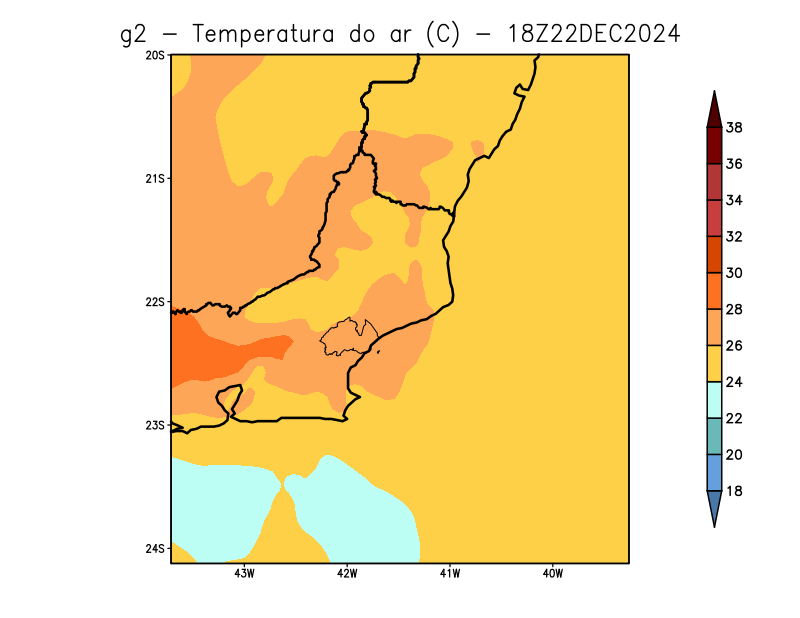 g2 – Temperatura do ar (C) – 18Z22DEC2024
20S
21S
22S
23S
24S
43W
42W
41W
40W
38
36
34
32
30
28
26
24
22
20
18